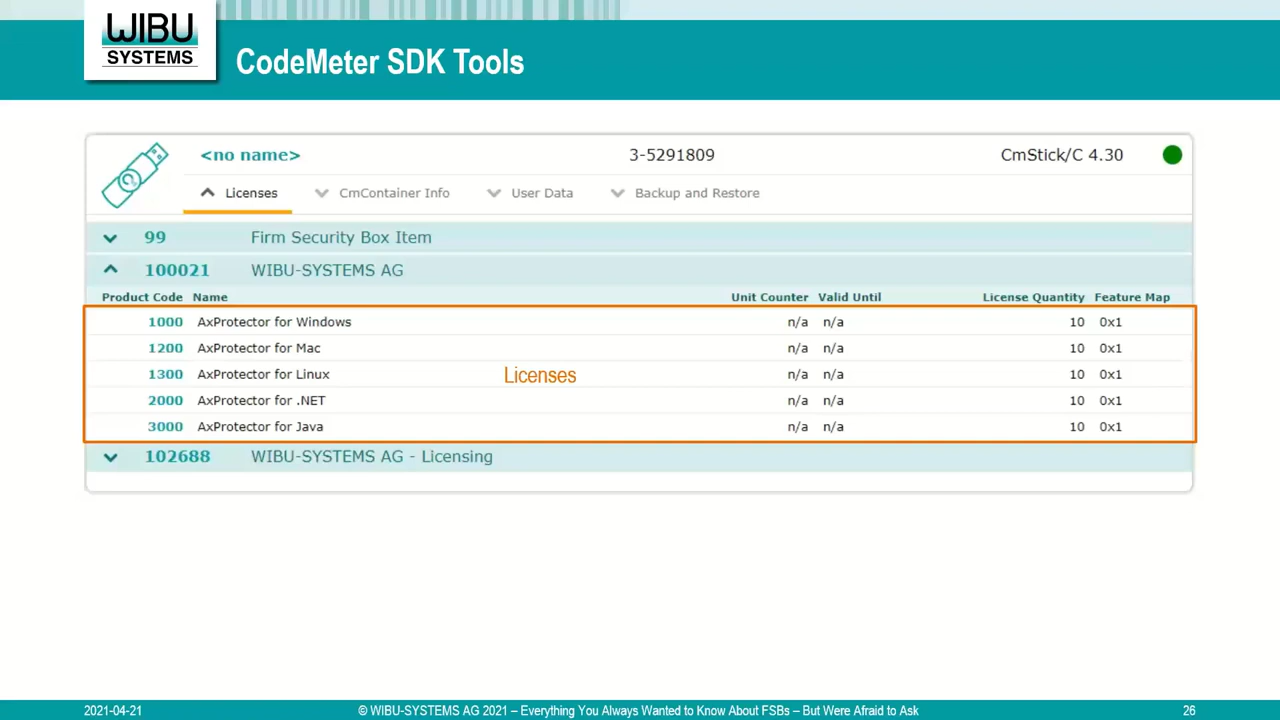 WIBU
SYSTEMS
CodeMeter SDK Tools
<no name> 3-5291809 CmStick/C 4.30
Licenses CmContainer Info User Data Backup and Restore
99 Firm Security Box Item
100021 WIBU-SYSTEMS AG
Product Code Name Unit Counter Valid Until License Quantity Feature Map
1000 AxProtector for Windows n/a n/a 10 0x1
1200 AxProtector for Mac n/a n/a 10 0x1
1300 AxProtector for Linux Licenses n/a n/a 10 0x1
2000 AxProtector for .NET n/a n/a 10 0x1
3000 AxProtector for Java n/a n/a 10 0x1
102688 WIBU-SYSTEMS AG - Licensing
2021-04-21 © WIBU-SYSTEMS AG 2021 – Everything You Always Wanted to Know About FSBs – But Were Afraid to Ask 26